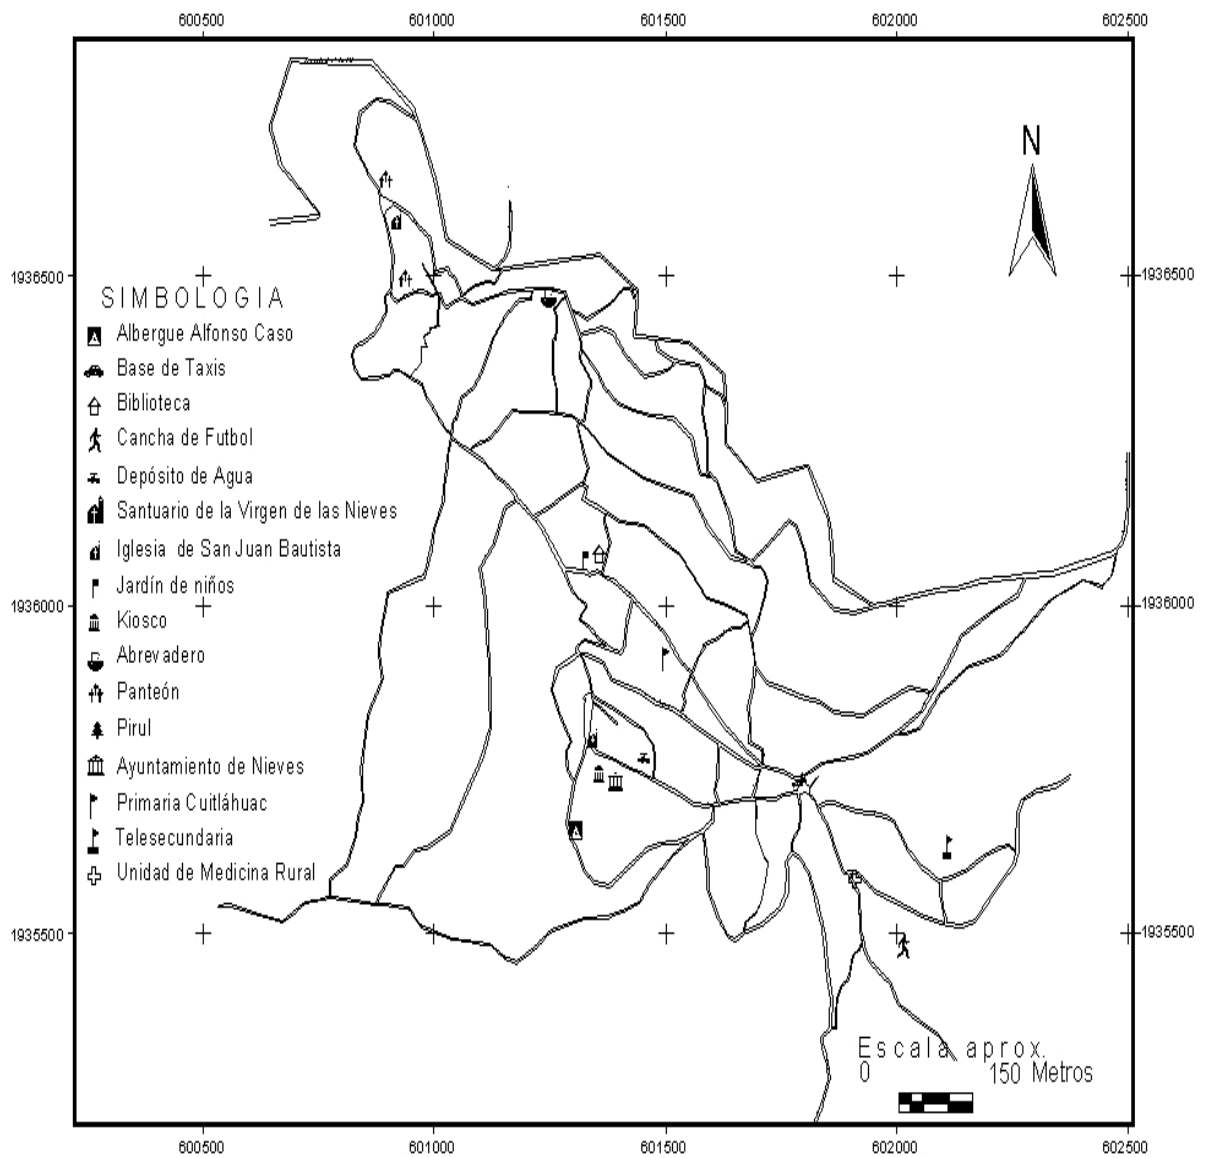 600500 601000 601500 602000 602500
N
1936500 1936500
SIMBOLOGIA
Albergue Alfonso Caso
Base de Taxis
Biblioteca
Cancha de Futbol
Depósito de Agua
Santuario de la Virgen de las Nieves
Iglesia de San Juan Bautista
Jardín de niños
1936000 1936000
Kiosco
Abrevadero
Panteón
Pirul
Ayuntamiento de Nieves
Primaria Cuitláhuac
Telesecundaria
Unidad de Medicina Rural
1935500 1935500
Escala aprox.
0 150 Metros
600500 601000 601500 602000 602500